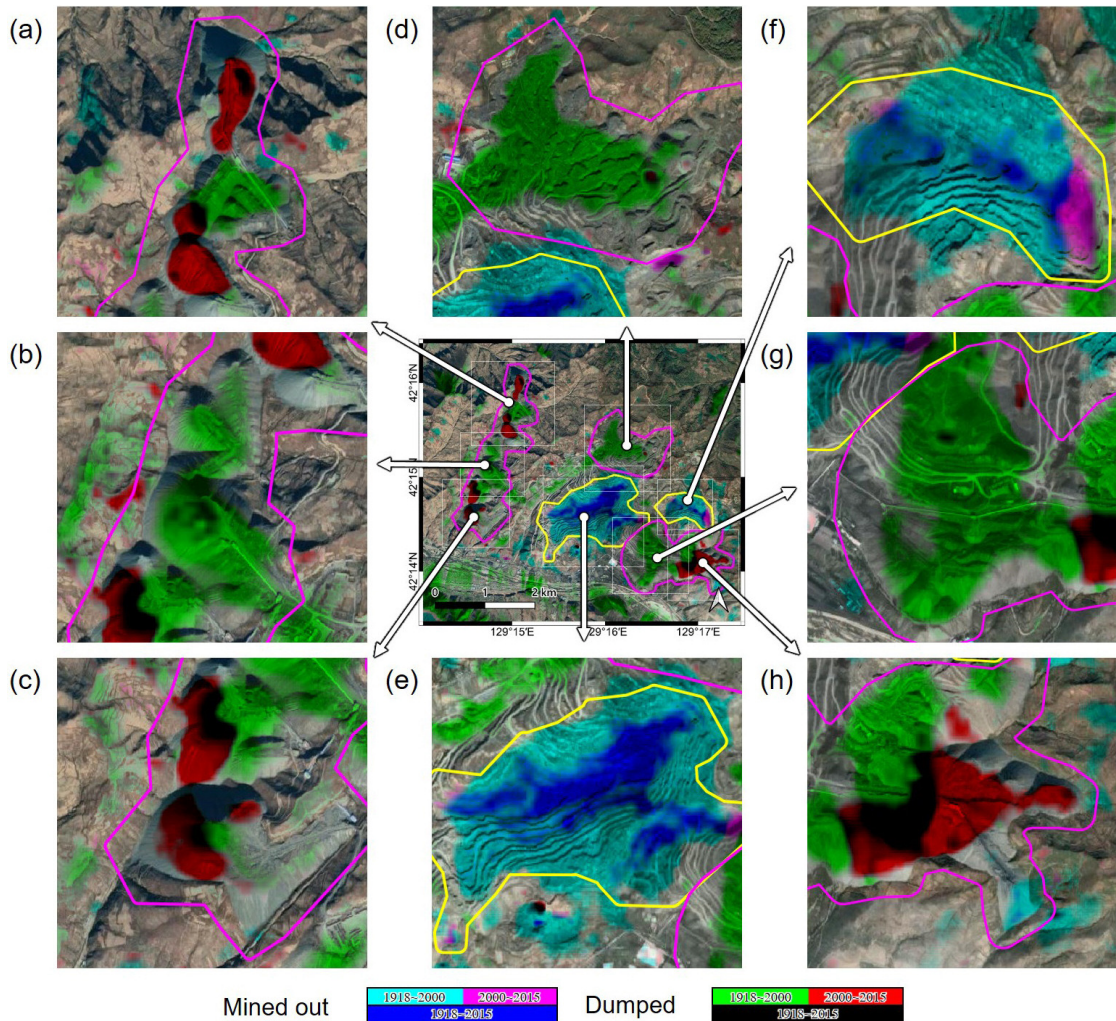 (a)
(d)
(f)
(b)
(g)
42°16'N
42°15'N
42°14'N
0 1 2 km
129°15'E 129°16'E 129°17'E
(c)
(e)
(h)
Mined out
1918~2000 2000~2015
1918~2015
Dumped
1918~2000 2000~2015
1918~2015